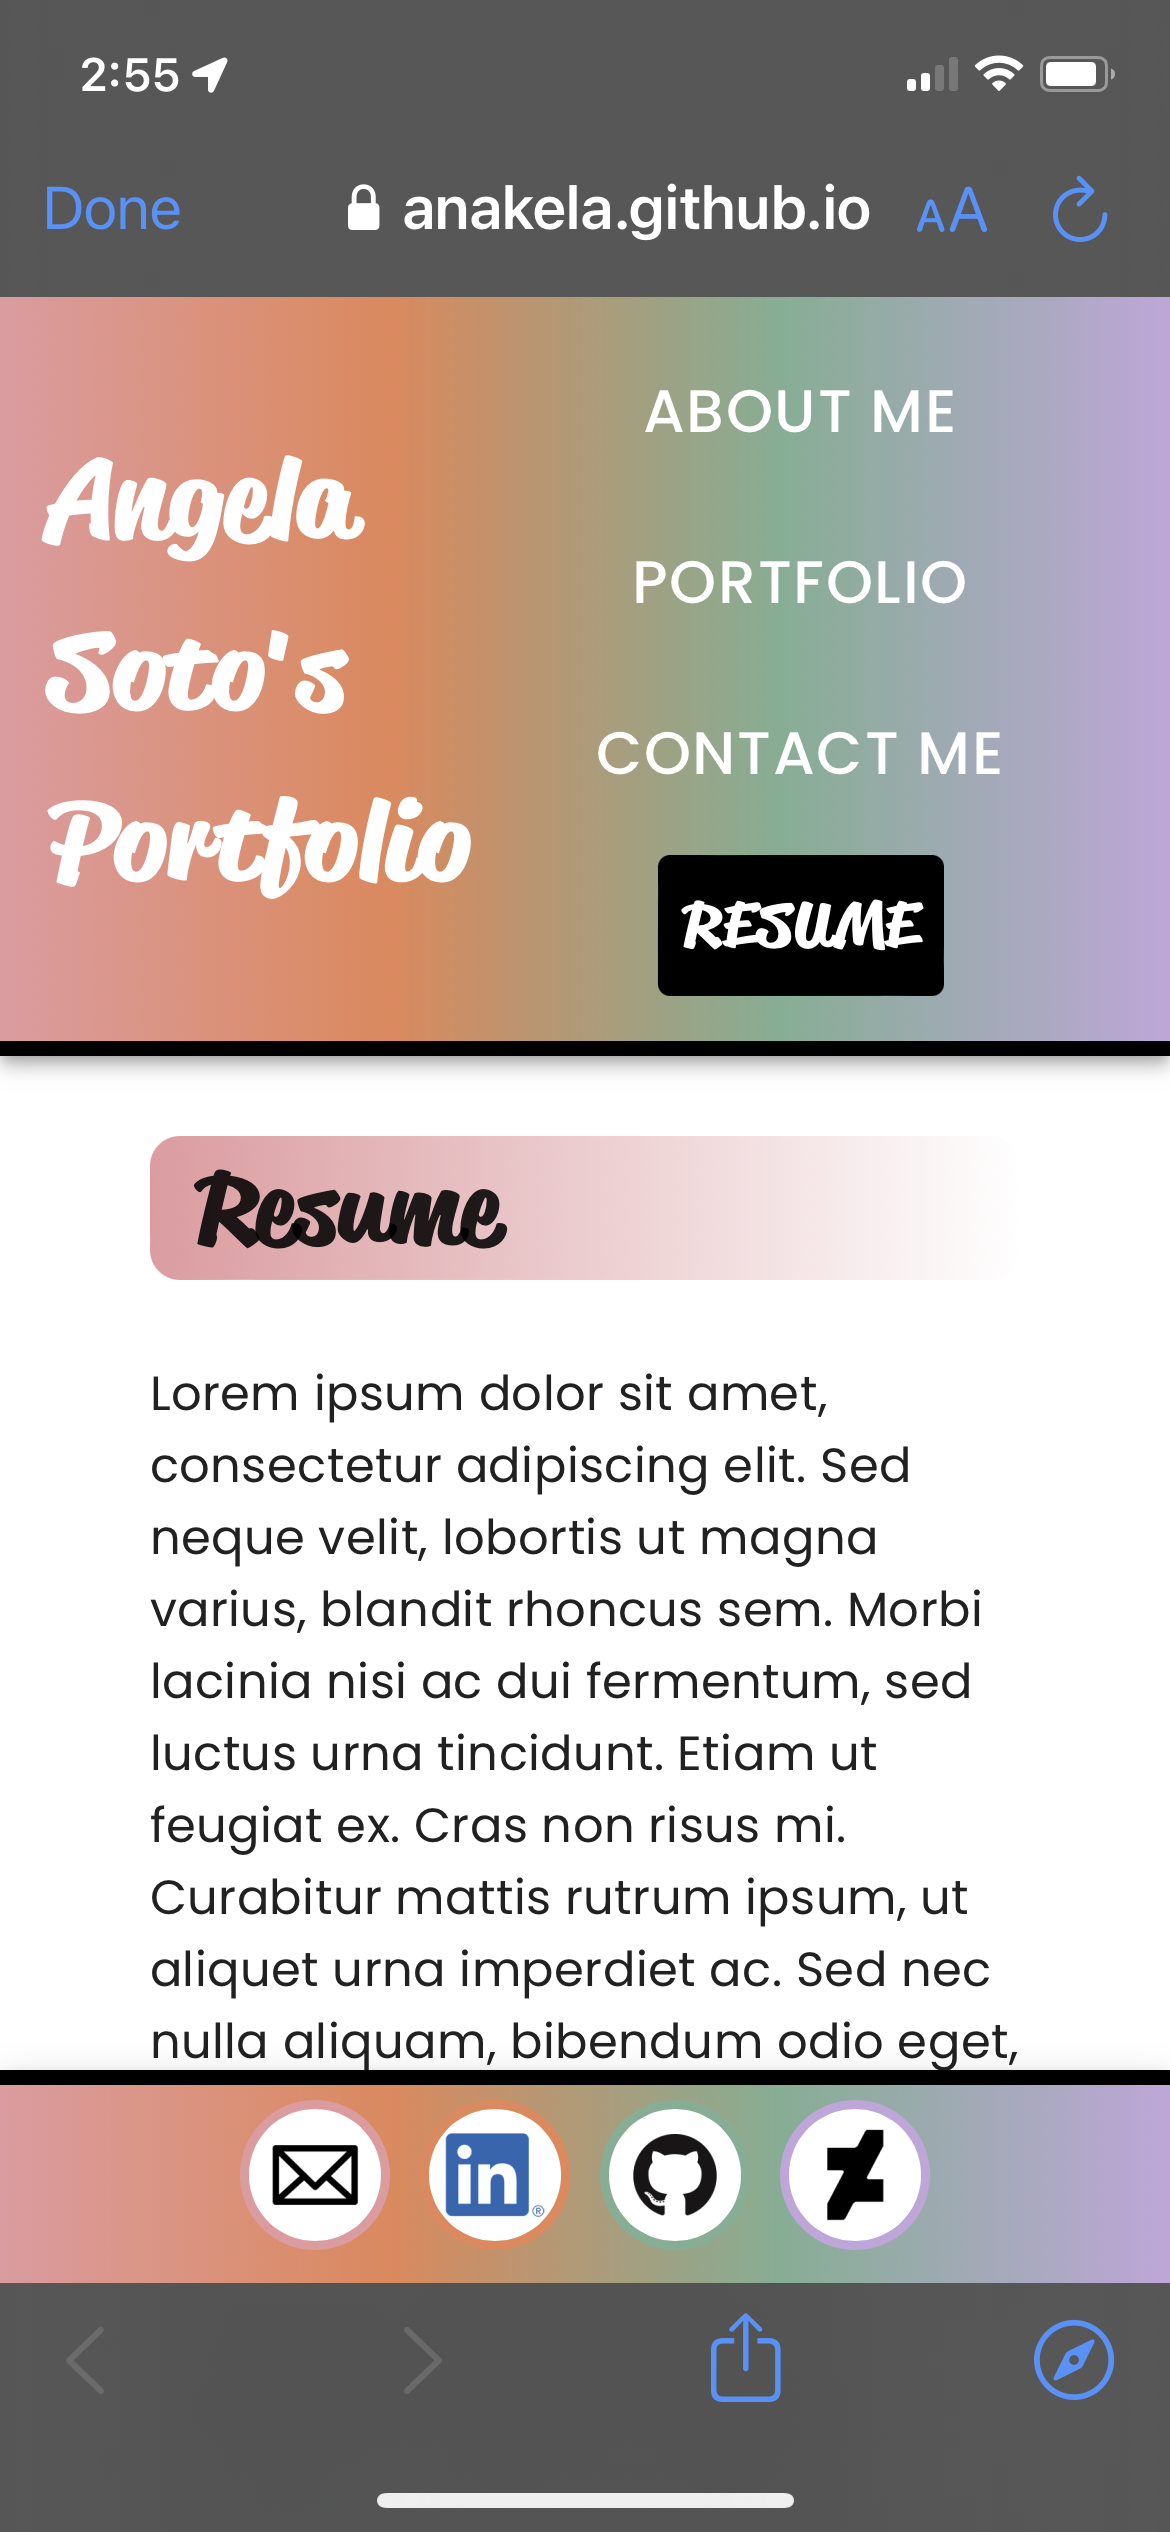 2:55
Done
anakela.github.io
AA
Angela
Soto's
Portfolio
ABOUT ME
PORTFOLIO
CONTACT ME
RESUME
Resume
Lorem ipsum dolor sit amet,
consectetur adipiscing elit. Sed
neque velit, lobortis ut magna
varius, blandit rhoncus sem. Morbi
lacinia nisi ac dui fermentum, sed
luctus urna tincidunt. Etiam ut
feugiat ex. Cras non risus mi.
Curabitur mattis rutrum ipsum, ut
aliquet urna imperdiet ac. Sed nec
nulla aliquam, bibendum odio eget,
in®